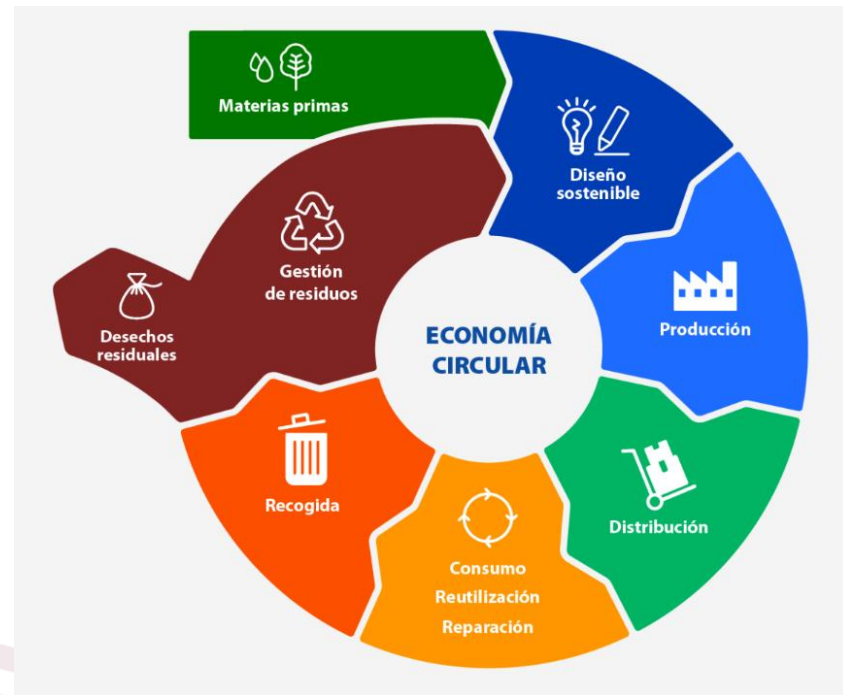 Materias primas
Diseño
sostenible
Producción
Distribución
Consumo
Reutilización
Reparación
Recogida
Gestión
de residuos
Desechos
residuales
ECONOMÍA
CIRCULAR